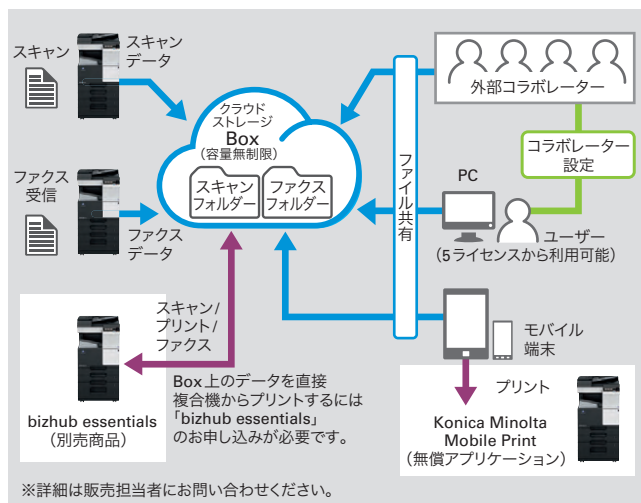 スキャン
スキャン
データ
ファクス
受信
ファクス
データ
クラウド
ストレージ
Box
（容量無制限）
スキャン
フォルダー
ファクス
フォルダー
ファイル共有
外部コラボレーター
コラボレーター
設定
PC
ユーザー
（5ライセンスから利用可能）
モバイル
端末
スキャン/
プリント/
ファクス
bizhub essentials
（別売商品）
Box上のデータを直接
複合機からプリントするには
「bizhub essentials」
のお申し込みが必要です。
プリント
Konica Minolta
Mobile Print
（無償アプリケーション）
※詳細は販売担当者にお問い合わせください。